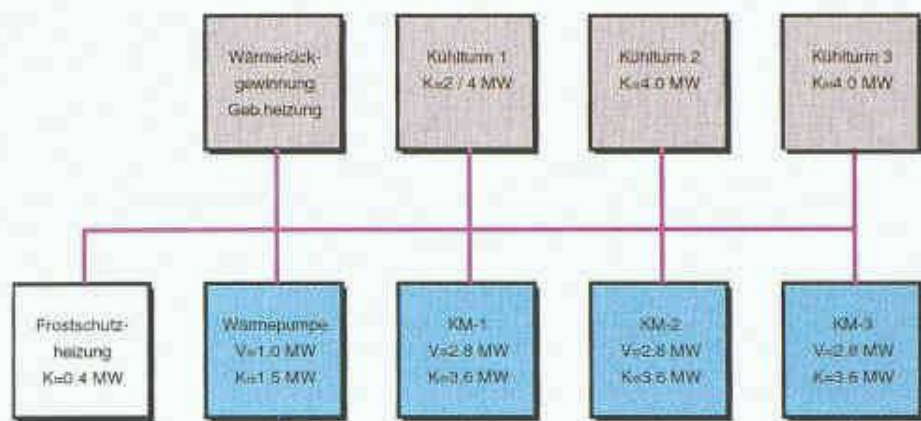 Wärmerück-
gewinnung
Geb.heizung
Kühlturm 1
K=2 / 4 MW
Kühlturm 2
K=4.0 MW
Kühlturm 3
K=4.0 MW
Frostschutz-
heizung
K=0.4 MW
Wärmepumpe
V=1.0 MW
K=1.5 MW
KM-1
V=2.8 MW
K=3.6 MW
KM-2
V=2.8 MW
K=3.6 MW
KM-3
V=2.8 MW
K=3.6 MW